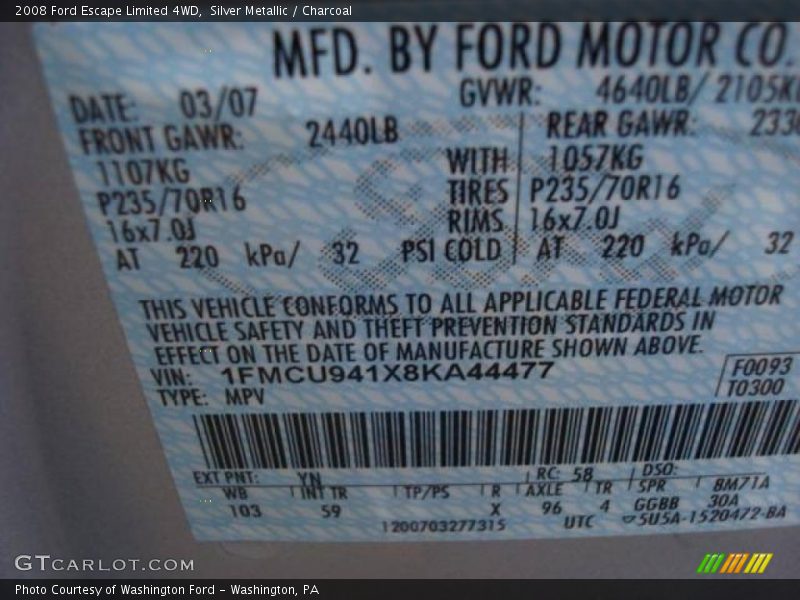 2008 Ford Escape Limited 4WD, Silver Metallic / Charcoal
MFD. BY FORD MOTOR CO.
DATE: 03/07 GVWR: 4640LB/ 2105K
FRONT GAWR: 2440LB REAR GAWR: 233
1107KG WITH 1057KG
P235/70R16 TIRES P235/70R16
16x7.0J RIMS 16x7.0J
AT 220 kPa/ 32 PSI COLD AT 220 kPa/ 32
THIS VEHICLE CONFORMS TO ALL APPLICABLE FEDERAL MOTOR
VEHICLE SAFETY AND THEFT PREVENTION STANDARDS IN
EFFECT ON THE DATE OF MANUFACTURE SHOWN ABOVE.
VIN: 1FMCU941X8KA44477 F0093
TYPE: MPV T0300
EXT PNT: YN RC: 58 DSO:
WB INT TR TP/PS R AXLE TR SPR 8M71A
103 59 X 96 4 GGBB 30A
1200703277315 UTC 5U5A-1520472-BA
GTCARLOT.COM
Photo Courtesy of Washington Ford - Washington, PA